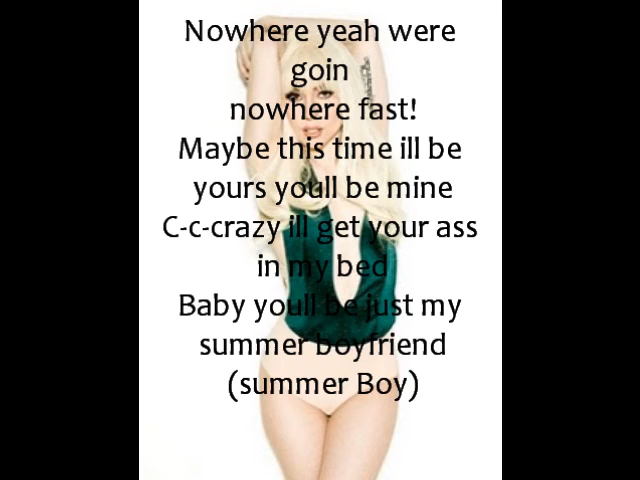 Nowhere yeah were
goin
nowhere fast!
Maybe this time ill be
yours youll be mine
C-c-crazy ill get your ass
in my bed
Baby youll be just my
summer boyfriend
(summer Boy)